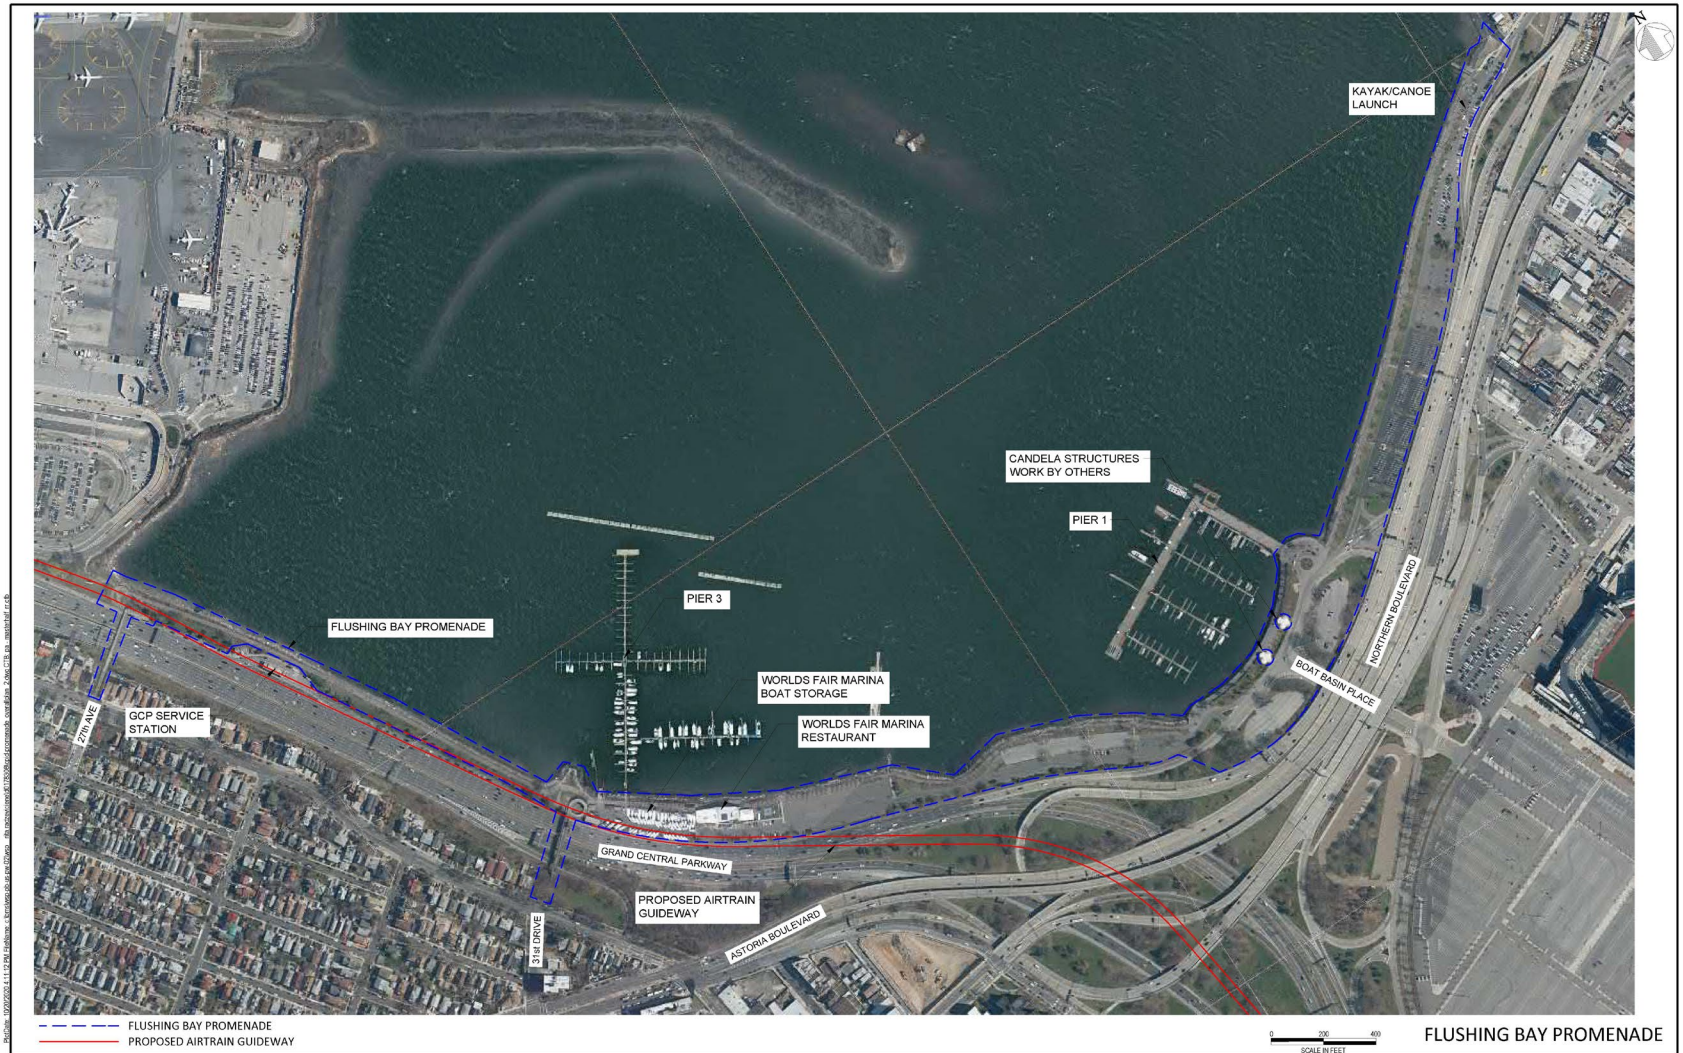 N
KAYAK/CANOE
LAUNCH
CANDELA STRUCTURES
WORK BY OTHERS
PIER 1
PIER 3
FLUSHING BAY PROMENADE
NORTHERN BOULEVARD
BOAT BASIN PLACE
WORLDS FAIR MARINA
BOAT STORAGE
WORLDS FAIR MARINA
RESTAURANT
27th AVE
GCP SERVICE
STATION
GRAND CENTRAL PARKWAY
PROPOSED AIRTRAIN
GUIDEWAY
ASTORIA BOULEVARD
31st DRIVE
FLUSHING BAY PROMENADE
PROPOSED AIRTRAIN GUIDEWAY
0 200 400
SCALE IN FEET
FLUSHING BAY PROMENADE